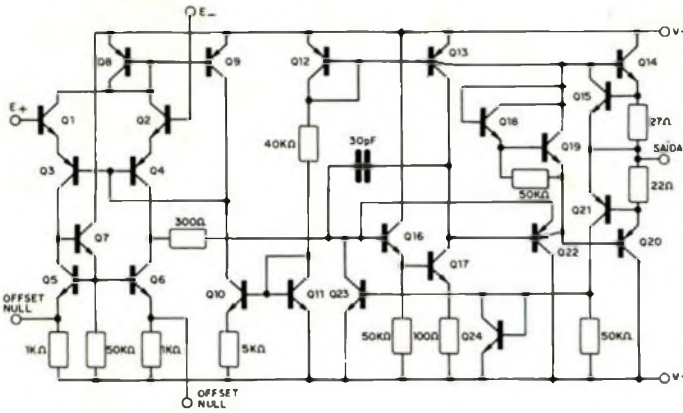 E+
E-
V+
Q8
Q9
Q12
Q13
Q14
Q1
Q2
Q15
Q18
27Ω
Q3
Q4
40KΩ
30pF
Q19
SAIDA
50KΩ
22Ω
Q7
300Ω
Q16
Q21
Q5
Q6
Q17
Q22
Q20
OFFSET
NULL
Q10
Q11
Q23
1KΩ
50KΩ
1KΩ
5KΩ
50KΩ
100Ω
Q24
50KΩ
OFFSET
NULL